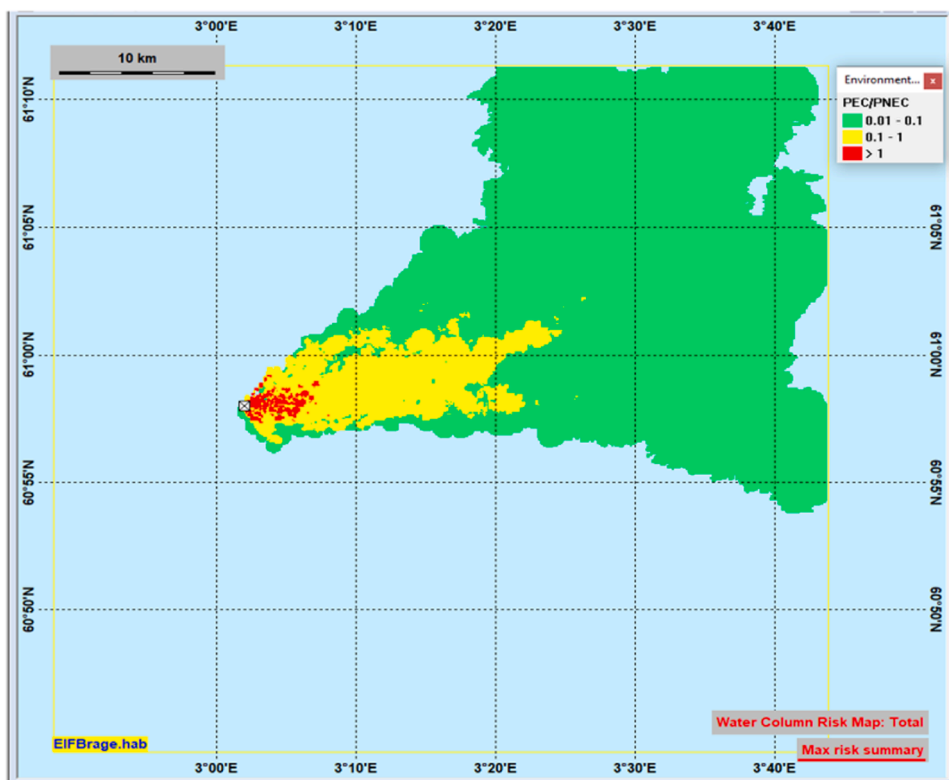 3°00'E 3°10'E 3°20'E 3°30'E 3°40'E
10 km
61°10'N
Environment... x
PEC/PNEC
0.01 - 0.1
0.1 - 1
> 1
61°05'N 61°05'N
61°00'N 61°00'N
60°55'N 60°55'N
60°50'N 60°50'N
Water Column Risk Map: Total
EIFBrage.hab
Max risk summary
3°00'E 3°10'E 3°20'E 3°30'E 3°40'E